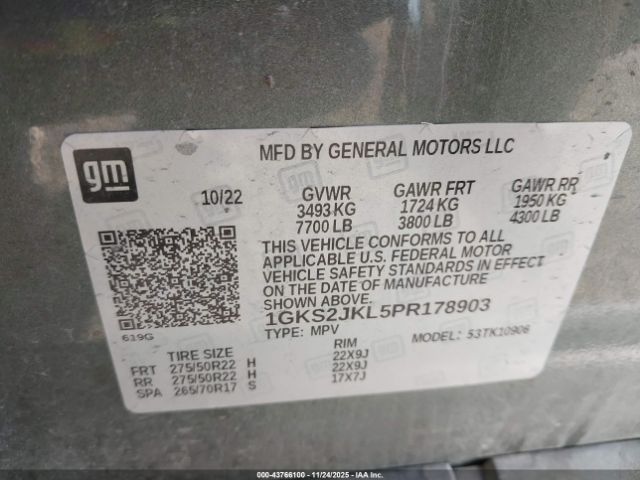 gm
MFD BY GENERAL MOTORS LLC
10/22
GVWR GAWR FRT GAWR RR
3493 KG 1724 KG 1950 KG
7700 LB 3800 LB 4300 LB
THIS VEHICLE CONFORMS TO ALL
APPLICABLE U.S. FEDERAL MOTOR
VEHICLE SAFETY STANDARDS IN EFFECT
ON THE DATE OF MANUFACTURE
SHOWN ABOVE.
1GKS2JKL5PR178903
619G
TYPE: MPV MODEL: 53TK10906
TIRE SIZE RIM
FRT 275/50R22 H 22X9J
RR 275/50R22 H 22X9J
SPA 265/70R17 S 17X7J
000-43766100 - 11/24/2025 - IAAI.com